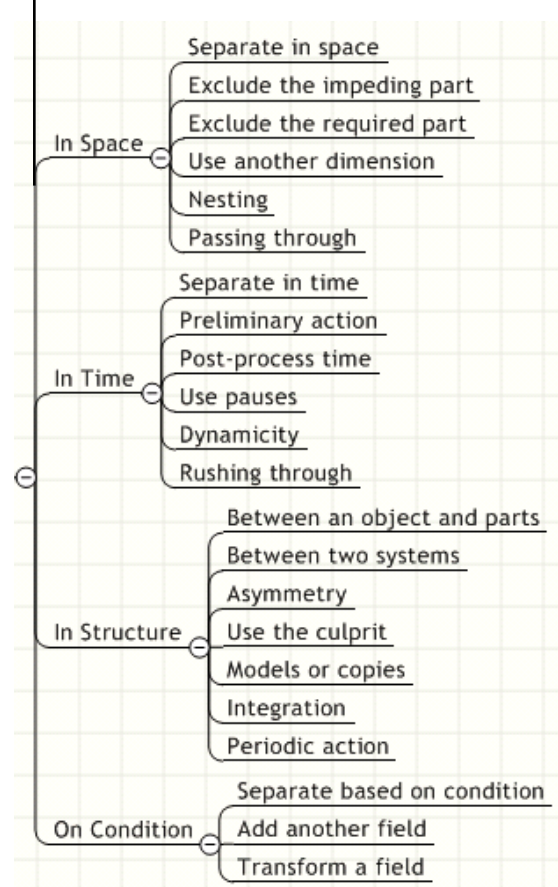 In Space
Separate in space
Exclude the impeding part
Exclude the required part
Use another dimension
Nesting
Passing through
In Time
Separate in time
Preliminary action
Post-process time
Use pauses
Dynamicity
Rushing through
In Structure
Between an object and parts
Between two systems
Asymmetry
Use the culprit
Models or copies
Integration
Periodic action
On Condition
Separate based on condition
Add another field
Transform a field